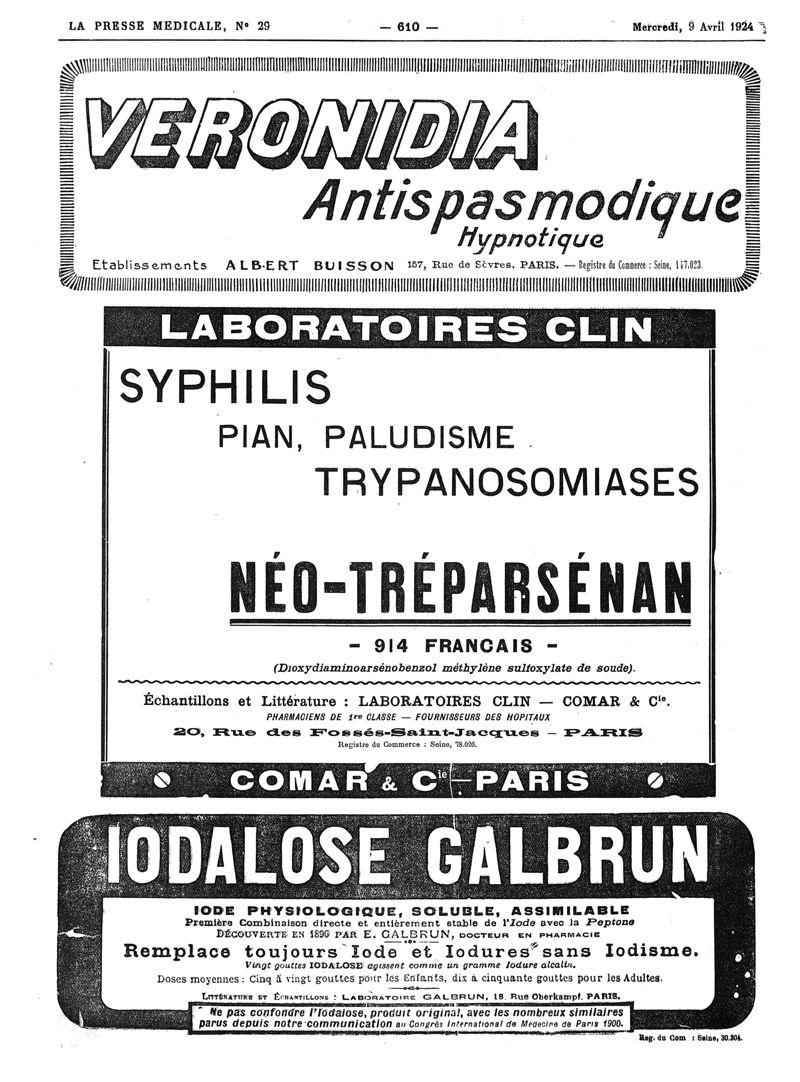 LA PRESSE MEDICALE, N° 29 — 610 — Mercredi, 9 Avril 1924
VERONIDIA
Antispasmodique
Hypnotique
Etablissements ALBERT BUISSON 157, Rue de Sèvres, PARIS. — Registre du Commerce : Seine, 147.023.
LABORATOIRES CLIN
SYPHILIS
PIAN, PALUDISME
TRYPANOSOMIASES
NÉO-TRÉPARSÉNAN
- 914 FRANCAIS -
(Dioxydiaminoarsénobenzol méthylène sulfoxylate de soude).
Échantillons et Littérature : LABORATOIRES CLIN — COMAR & Cie.
PHARMACIENS DE 1re CLASSE — FOURNISSEURS DES HOPITAUX
20, Rue des Fossés-Saint-Jacques - PARIS
Registre du Commerce : Seine, 78.026.
COMAR & Cie — PARIS
IODALOSE GALBRUN
IODE PHYSIOLOGIQUE, SOLUBLE, ASSIMILABLE
Première Combinaison directe et entièrement stable de l'Iode avec la Peptone
DÉCOUVERTE EN 1896 PAR E. GALBRUN, DOCTEUR EN PHARMACIE
Remplace toujours Iode et Iodures sans Iodisme.
Vingt gouttes IODALOSE agissent comme un gramme Iodure alcalin.
Doses moyennes : Cinq à vingt gouttes pour les Enfants, dix à cinquante gouttes pour les Adultes.
LITTÉRATURE ET ÉCHANTILLONS : LABORATOIRE GALBRUN, 18, Rue Oberkampf, PARIS.
Ne pas confondre l'Iodalose, produit original, avec les nombreux similaires
parus depuis notre communication au Congrès International de Médecine de Paris 1900.
Reg. du Com : Seine, 30.304.